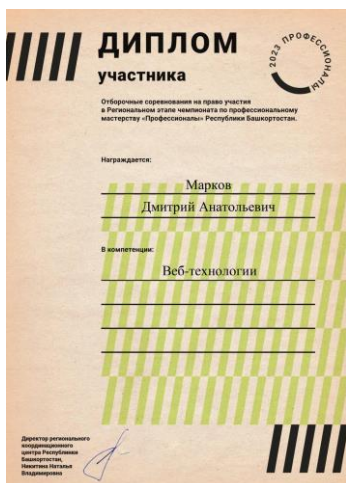 ДИПЛОМ
участника
2023 ПРОФЕССИОНАЛЫ
Отборочные соревнования на право участия
в Региональном этапе чемпионата по профессиональному
мастерству «Профессионалы» Республики Башкортостан.
Награждается:
Марков
Дмитрий Анатольевич
В компетенции:
Веб-технологии
Директор регионального
координационного
центра Республики
Башкортостан,
Никитина Наталья
Владимировна